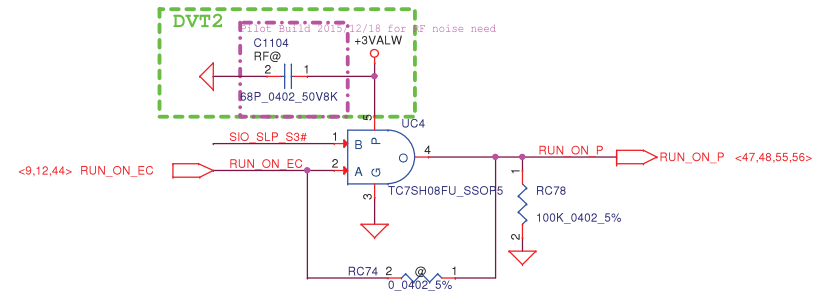 DVT2
Pilot Build 2015/12/18 for RF noise need
C1104
RF@
+3VALW
2
1
68P_0402_50V8K
5
UC4
SIO_SLP_S3#
1
B
P
O
4
RUN_ON_P
<9,12,44>
RUN_ON_EC
RUN_ON_EC
2
A
G
RUN_ON_P
<47,48,55,56>
TC7SH08FU_SSOP5
3
1
RC78
100K_0402_5%
2
RC74
2
@
1
0_0402_5%